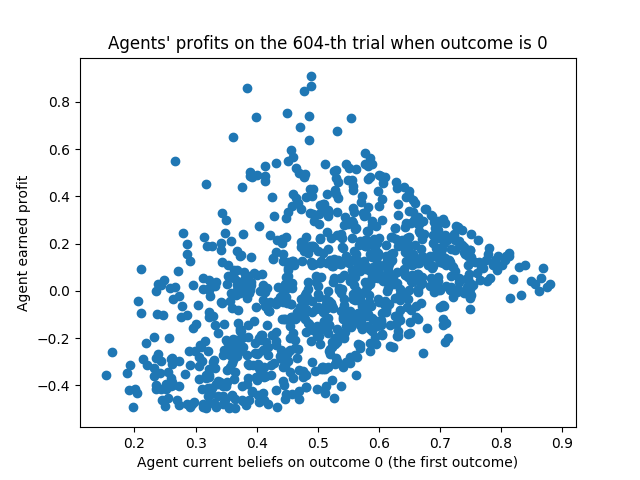 Agents' profits on the 604-th trial when outcome is 0
Agent earned profit
0.8
0.6
0.4
0.2
0.0
−0.2
−0.4
0.2 0.3 0.4 0.5 0.6 0.7 0.8 0.9
Agent current beliefs on outcome 0 (the first outcome)